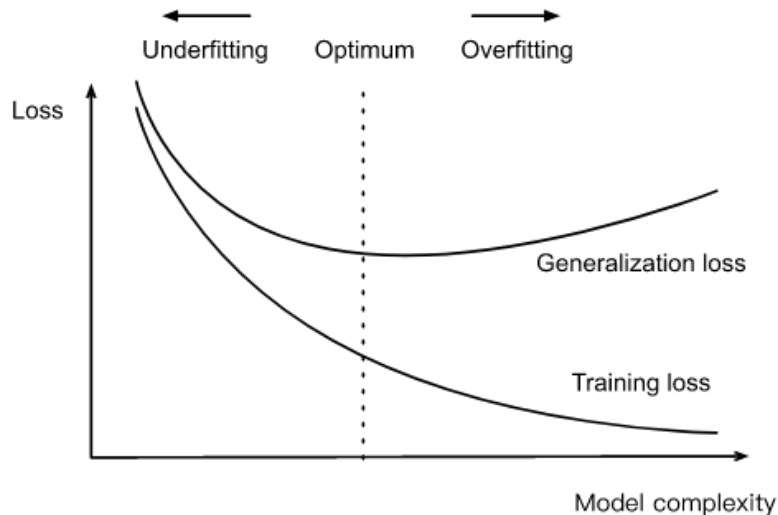 Underfitting Optimum Overfitting
Loss
Generalization loss
Training loss
Model complexity